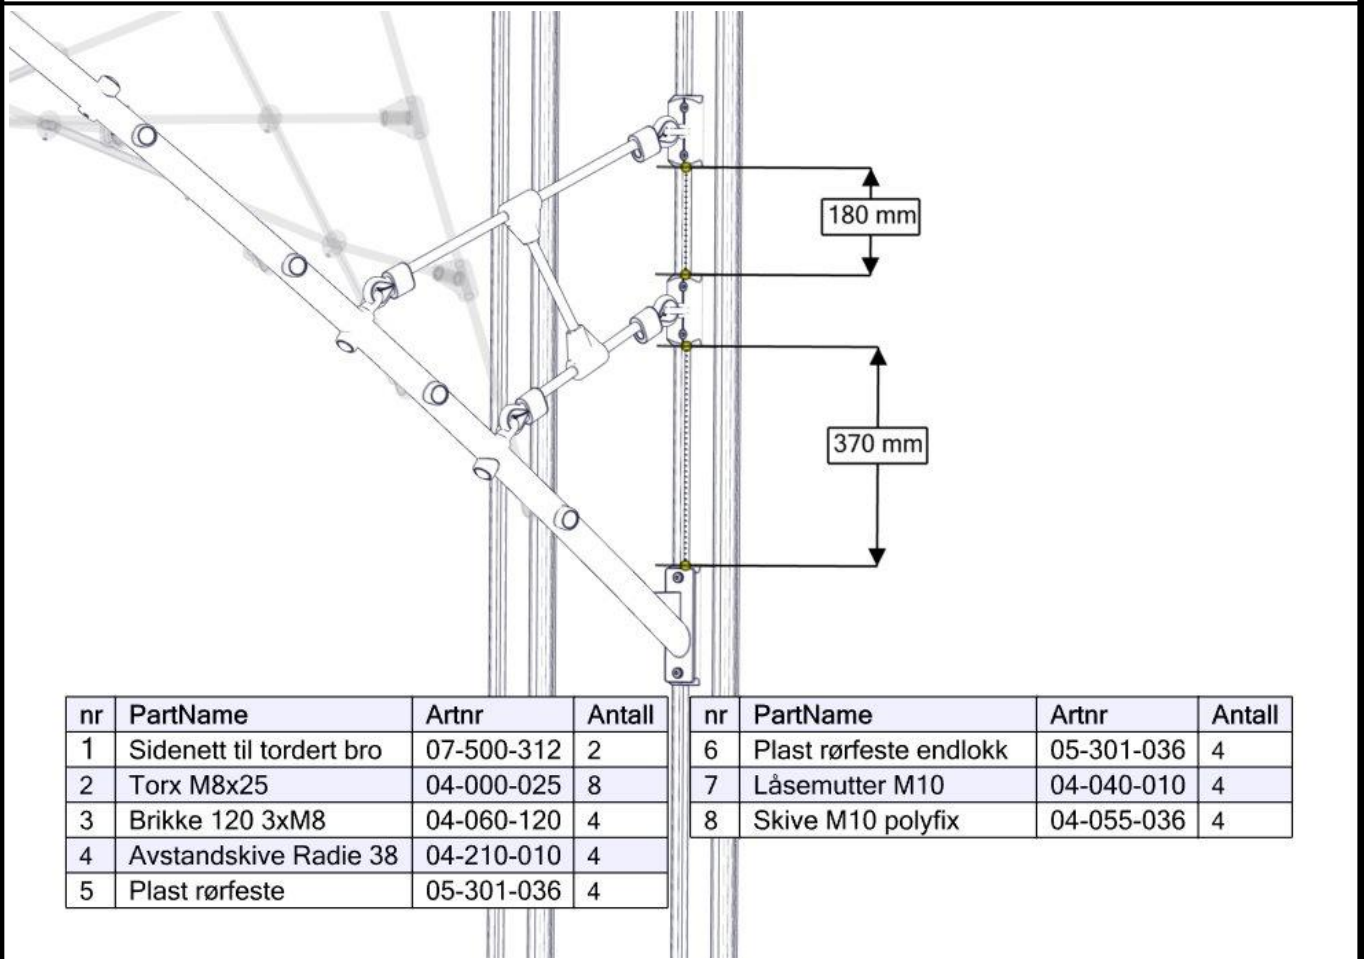 180 mm
370 mm
nr PartName Artnr Antall
1 Sidenett til tordert bro 07-500-312 2
2 Torx M8x25 04-000-025 8
3 Brikke 120 3xM8 04-060-120 4
4 Avstandskive Radie 38 04-210-010 4
5 Plast rørfeste 05-301-036 4
nr PartName Artnr Antall
6 Plast rørfeste endlokk 05-301-036 4
7 Låsemutter M10 04-040-010 4
8 Skive M10 polyfix 04-055-036 4